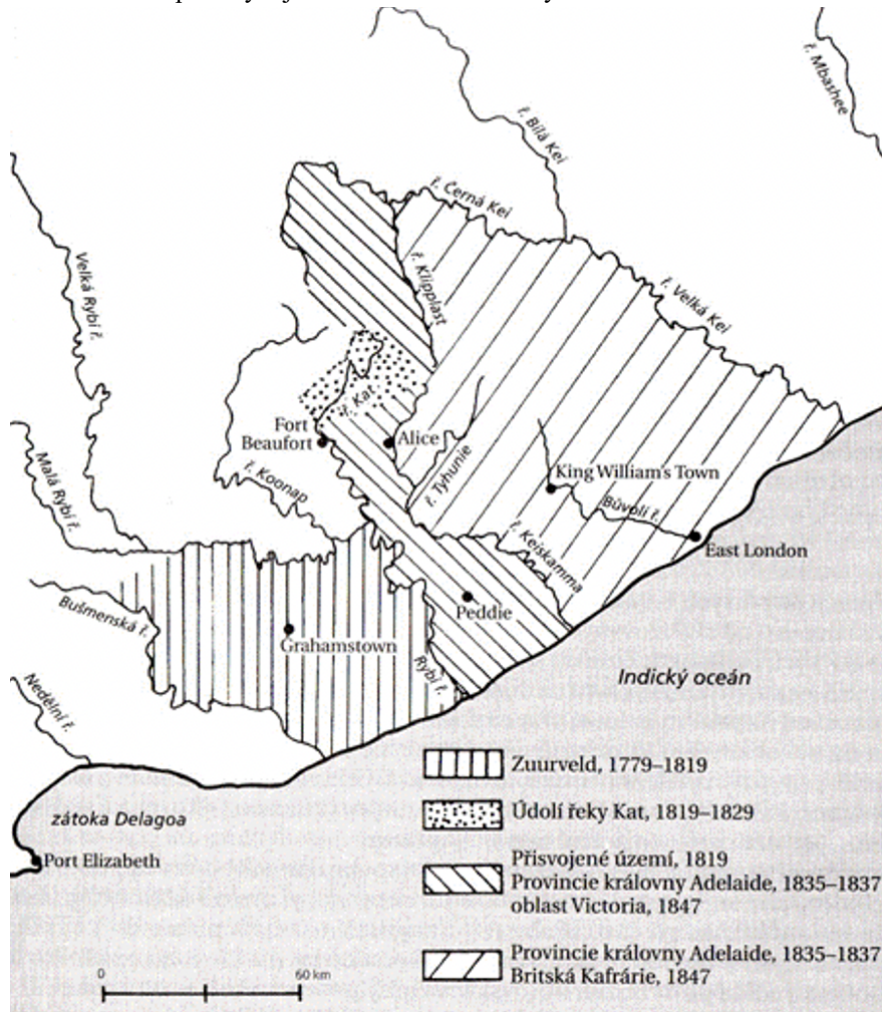 ř. Mbashee
ř. Bílá Kei
ř. Černá Kei
Velká Rybí ř.
ř. Klipplast
ř. Velká Kei
ř. Kat
Fort
Beaufort
Alice
King William's Town
ř. Koonap
ř. Tyhunie
Malá Rybí ř.
Bůvolí ř.
ř. Keiskamma
East London
Bušmenská ř.
Peddie
Grahamstown
Rybí ř.
Indický oceán
Nedělní ř.
Zuurveld, 1779–1819
zátoka Delagoa
Údolí řeky Kat, 1819–1829
Port Elizabeth
Přisvojené území, 1819
Provincie královny Adelaide, 1835–1837
oblast Victoria, 1847
Provincie královny Adelaide, 1835–1837
Britská Kafrárie, 1847
0 60 km